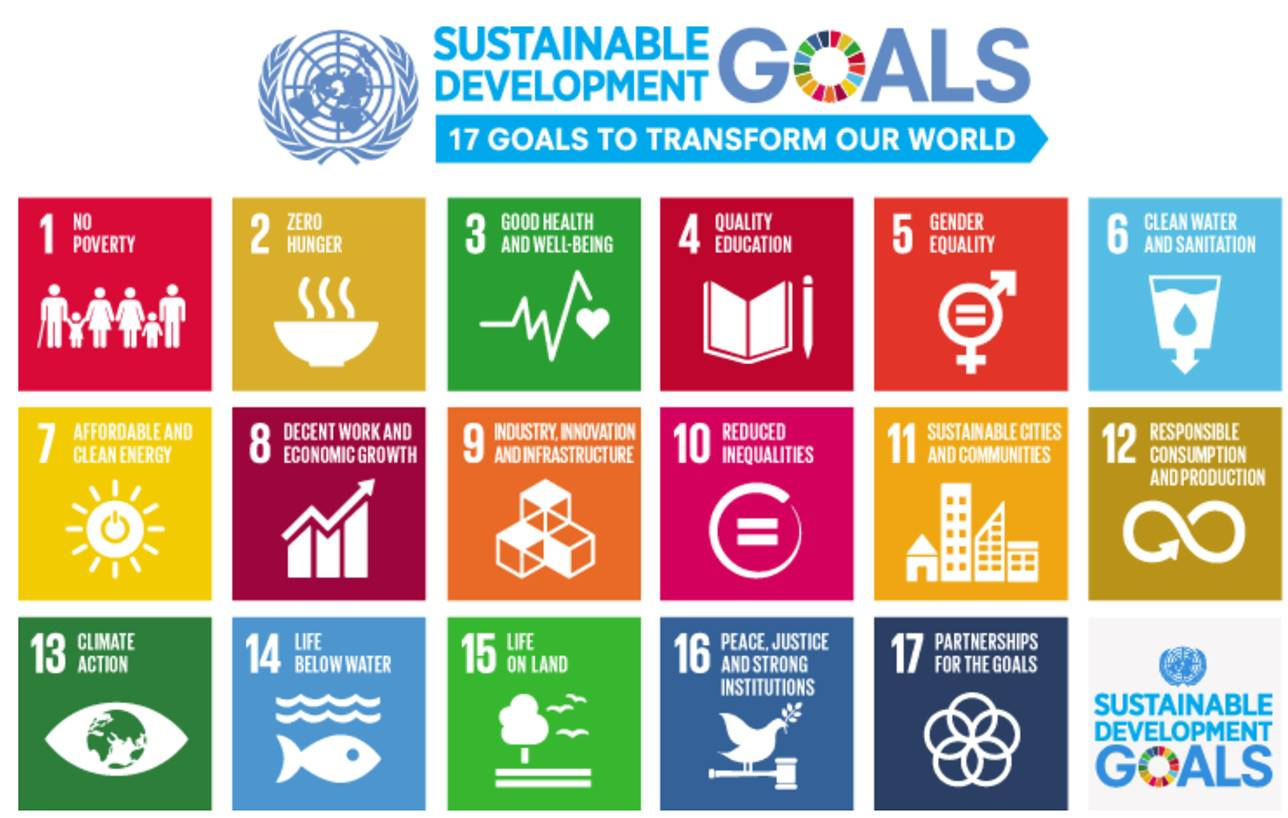 SUSTAINABLE
DEVELOPMENT
GOALS
17 GOALS TO TRANSFORM OUR WORLD
1 NO
POVERTY
2 ZERO
HUNGER
3 GOOD HEALTH
AND WELL-BEING
4 QUALITY
EDUCATION
5 GENDER
EQUALITY
6 CLEAN WATER
AND SANITATION
7 AFFORDABLE AND
CLEAN ENERGY
8 DECENT WORK AND
ECONOMIC GROWTH
9 INDUSTRY, INNOVATION
AND INFRASTRUCTURE
10 REDUCED
INEQUALITIES
11 SUSTAINABLE CITIES
AND COMMUNITIES
12 RESPONSIBLE
CONSUMPTION
AND PRODUCTION
13 CLIMATE
ACTION
14 LIFE
BELOW WATER
15 LIFE
ON LAND
16 PEACE, JUSTICE
AND STRONG
INSTITUTIONS
17 PARTNERSHIPS
FOR THE GOALS
SUSTAINABLE
DEVELOPMENT
GOALS